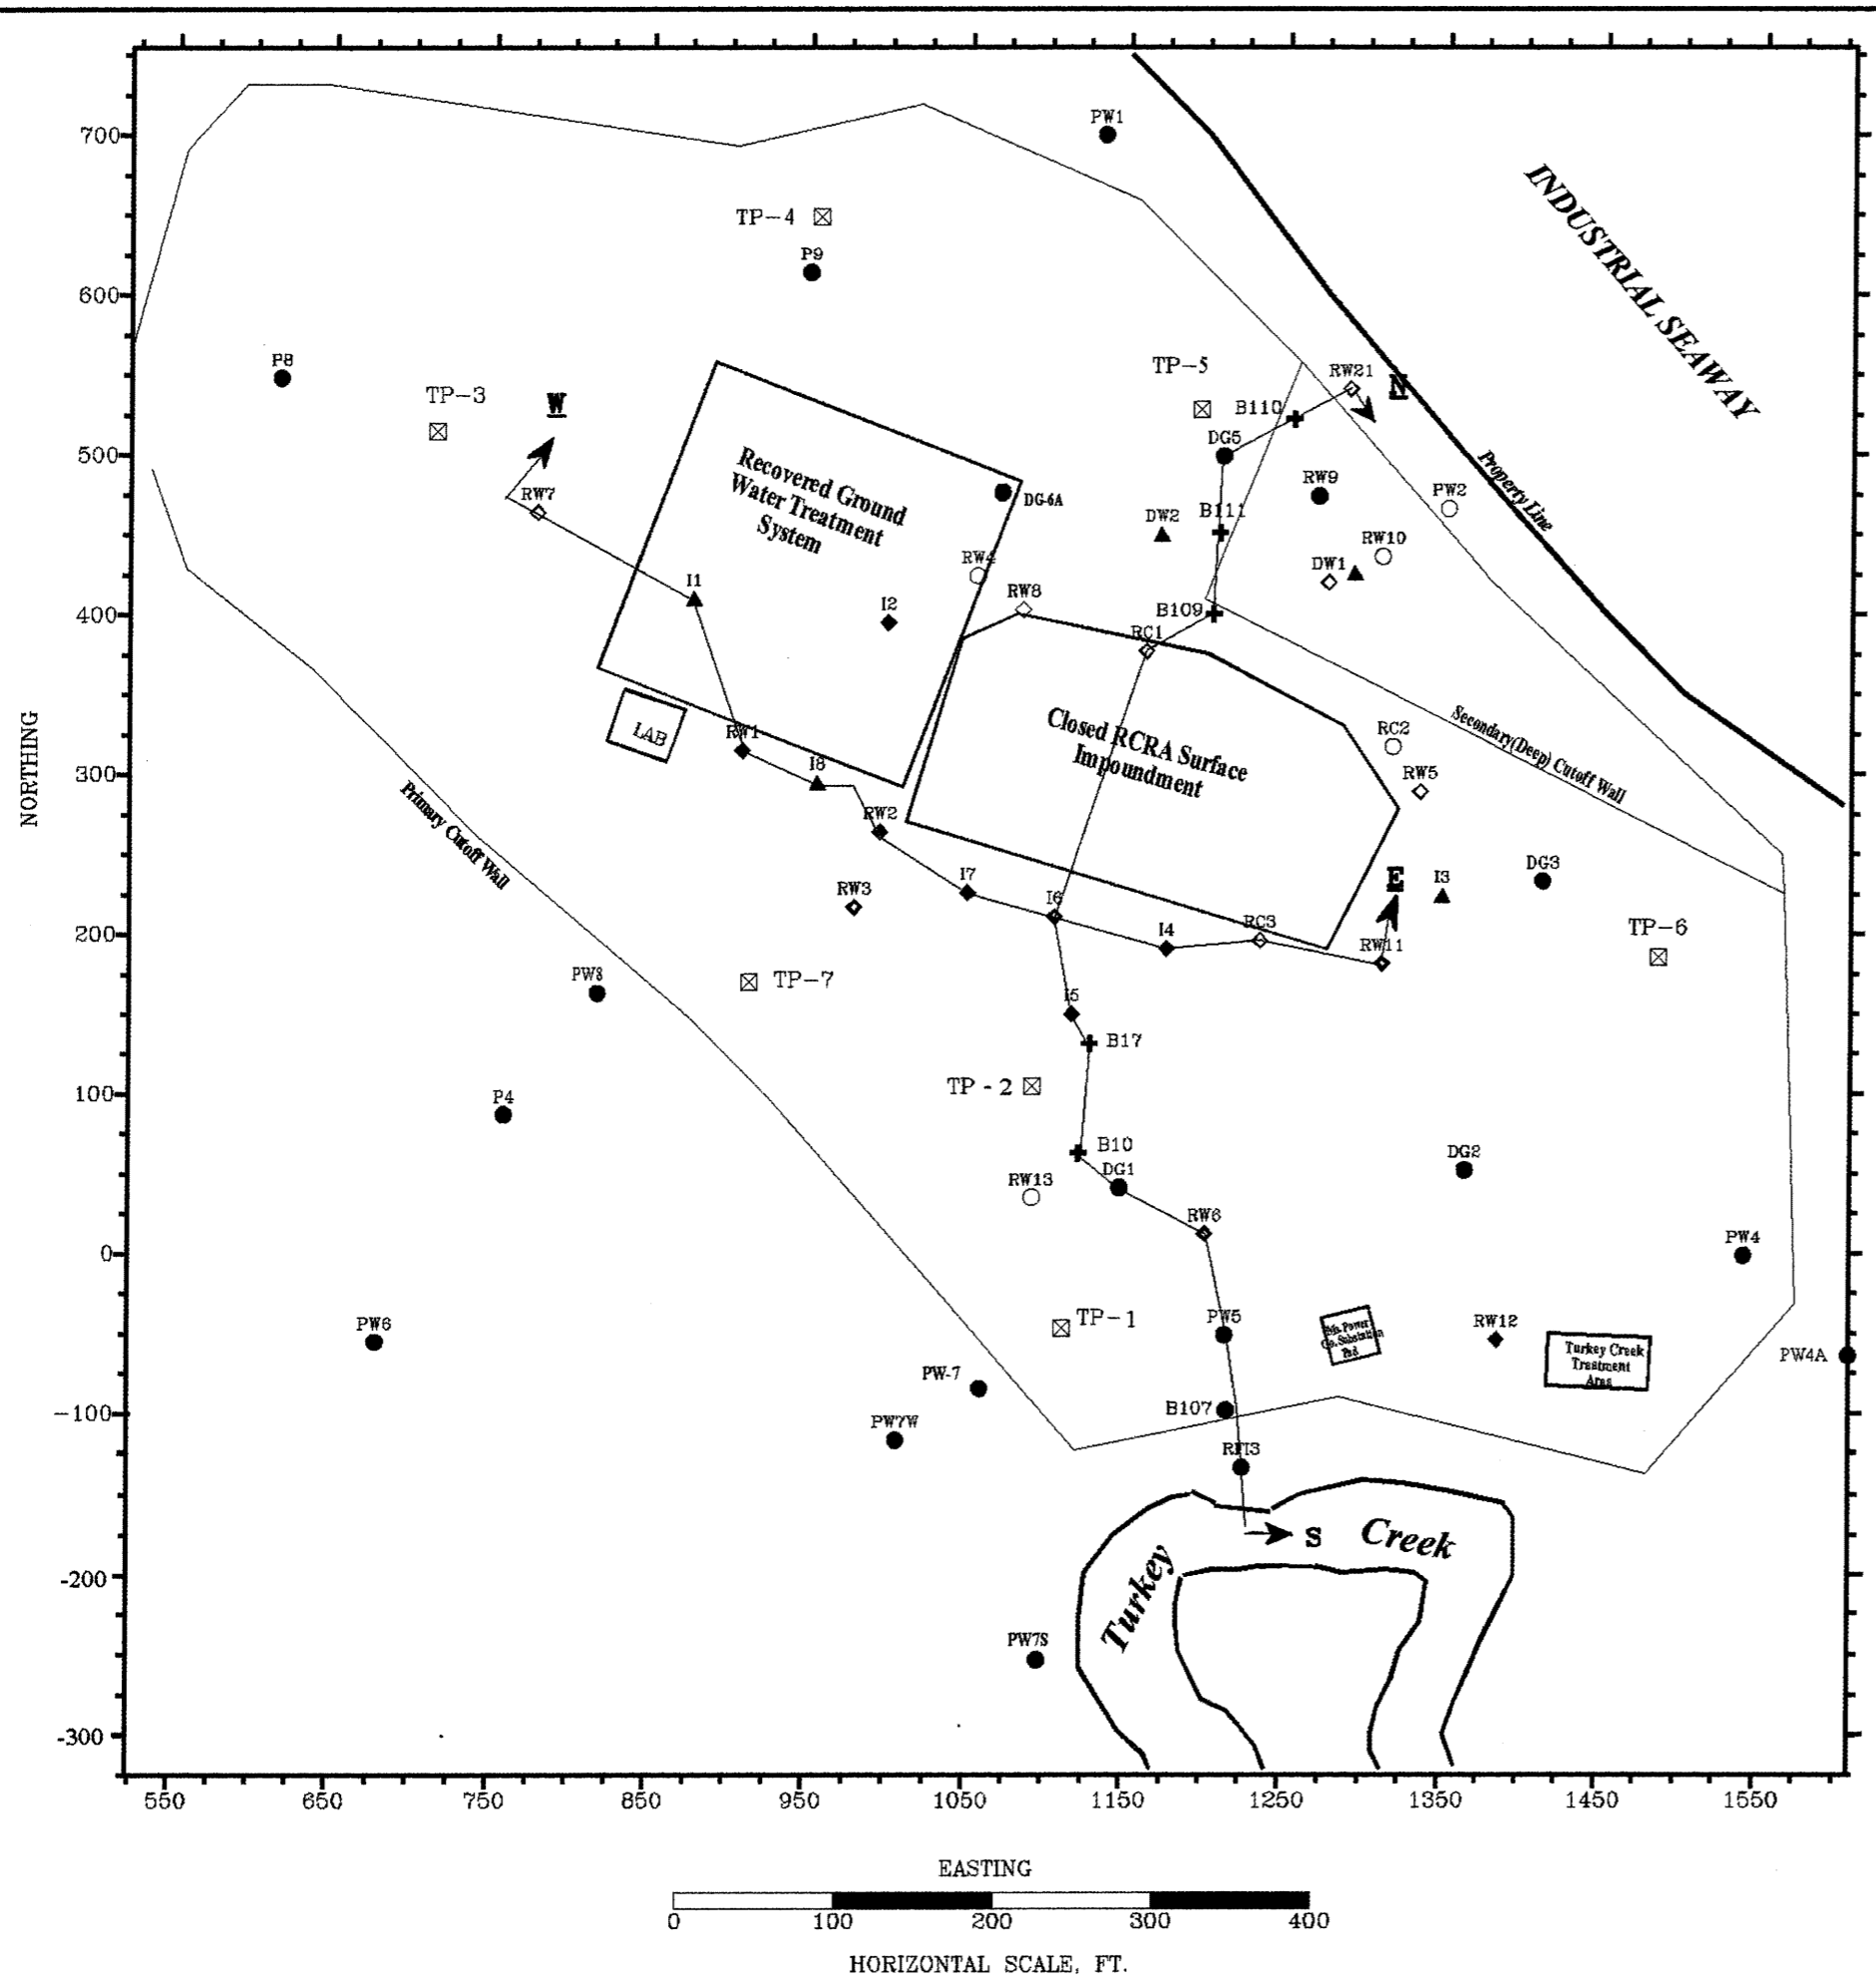 PW1
700
INDUSTRIAL SEAWAY
TP-4
P9
600
P8
TP-3
W
TP-5
RW21
N
B110
DG5
500
Recovered Ground
Water Treatment
System
DG-6A
RW7
RW9
PW2
Property Line
DW2
B111
RW10
RW4
DW1
I1
I2
RW8
400
B109
RC1
LAB
RW1
Closed RCRA Surface
Impoundment
RC2
Secondary(Deep) Cutoff Wall
RW5
300
I8
RW2
Primary Cutoff Wall
NORTHING
RW3
I7
I6
E
I3
DG3
200
I4
RC3
RW11
TP-6
PW8
TP-7
I5
B17
100
P4
TP - 2
B10
DG1
RW13
DG2
RW6
0
PW4
PW6
TP-1
PW5
Ms. Power
Co. Substation
Pad
RW12
Turkey Creek
Treatment
Area
PW4A
PW-7
-100
PW7W
B107
RFI3
S
Turkey
Creek
-200
PW7S
-300
550 650 750 850 950 1050 1150 1250 1350 1450 1550
EASTING
0 100 200 300 400
HORIZONTAL SCALE, FT.